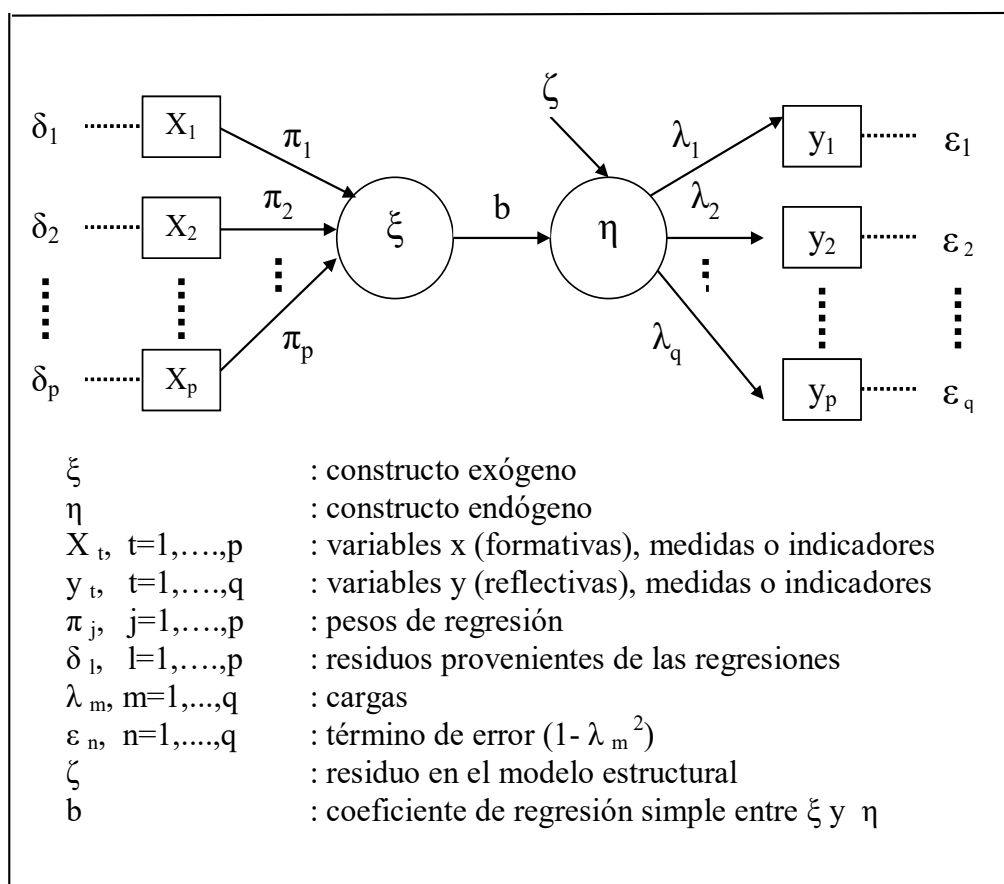 ζ
δ₁ X₁ π₁ λ₁ y₁ ε₁
δ₂ X₂ π₂ ξ b η λ₂ y₂ ε₂
δₚ Xₚ πₚ λ_q yₚ ε_q
ξ : constructo exógeno
η : constructo endógeno
X ₜ, t=1,….,p : variables x (formativas), medidas o indicadores
y ₜ, t=1,….,q : variables y (reflectivas), medidas o indicadores
π ⱼ, j=1,….,p : pesos de regresión
δ ₗ, l=1,….,p : residuos provenientes de las regresiones
λ ₘ, m=1,...,q : cargas
ε ₙ, n=1,....,q : término de error (1- λ ₘ ²)
ζ : residuo en el modelo estructural
b : coeficiente de regresión simple entre ξ y η